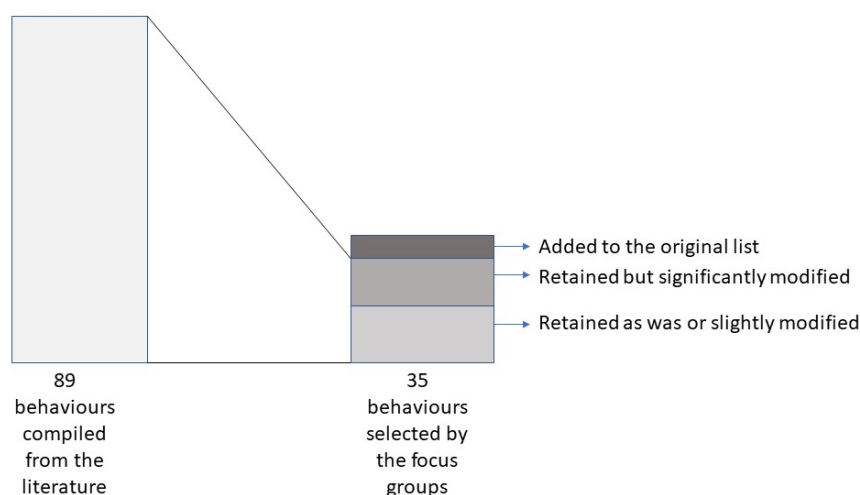 Added to the original list
Retained but significantly modified
Retained as was or slightly modified
89
behaviours
compiled
from the
literature
35
behaviours
selected by
the focus
groups